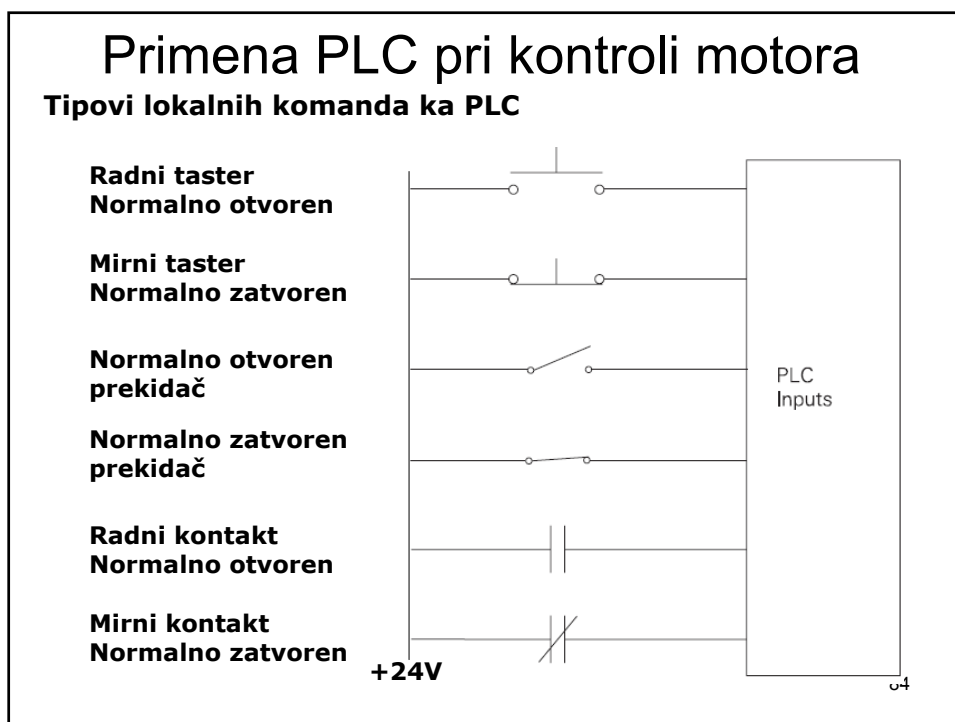 Primena PLC pri kontroli motora
Tipovi lokalnih komanda ka PLC
Radni taster
Normalno otvoren
Mirni taster
Normalno zatvoren
Normalno otvoren
prekidač
Normalno zatvoren
prekidač
Radni kontakt
Normalno otvoren
Mirni kontakt
Normalno zatvoren
+24V
PLC
Inputs